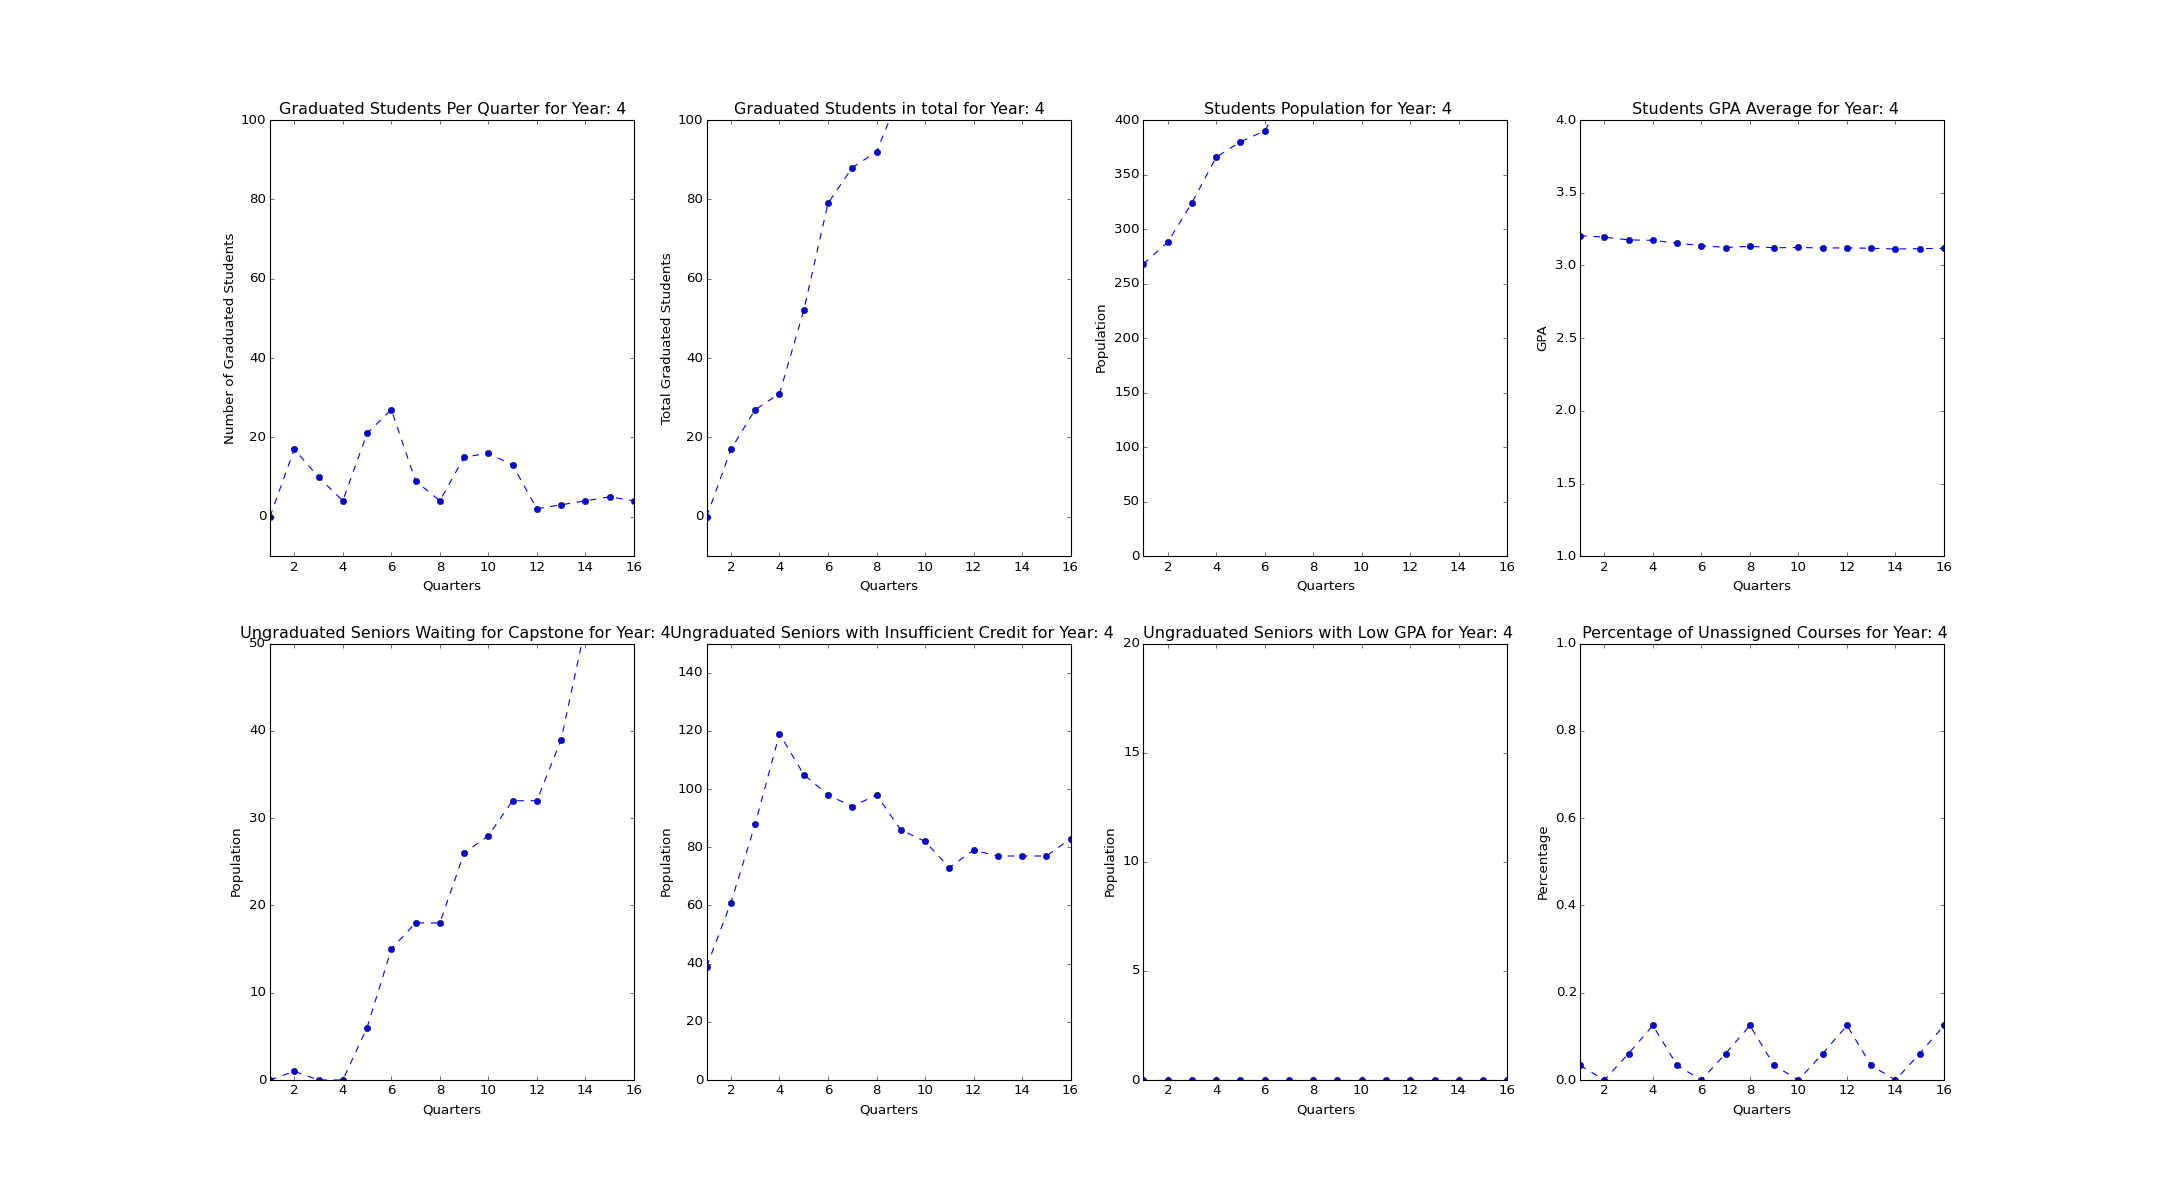 Graduated Students Per Quarter for Year: 4
100
80
60
40
20
0
Number of Graduated Students
2 4 6 8 10 12 14 16
Quarters
Graduated Students in total for Year: 4
100
80
60
40
20
0
Total Graduated Students
2 4 6 8 10 12 14 16
Quarters
Students Population for Year: 4
400
350
300
250
200
150
100
50
0
Population
2 4 6 8 10 12 14 16
Quarters
Students GPA Average for Year: 4
4.0
3.5
3.0
2.5
2.0
1.5
1.0
GPA
2 4 6 8 10 12 14 16
Quarters
Ungraduated Seniors Waiting for Capstone for Year: 4
50
40
30
20
10
0
Population
2 4 6 8 10 12 14 16
Quarters
Ungraduated Seniors with Insufficient Credit for Year: 4
140
120
100
80
60
40
20
0
Population
2 4 6 8 10 12 14 16
Quarters
Ungraduated Seniors with Low GPA for Year: 4
20
15
10
5
0
Population
2 4 6 8 10 12 14 16
Quarters
Percentage of Unassigned Courses for Year: 4
1.0
0.8
0.6
0.4
0.2
0.0
Percentage
2 4 6 8 10 12 14 16
Quarters